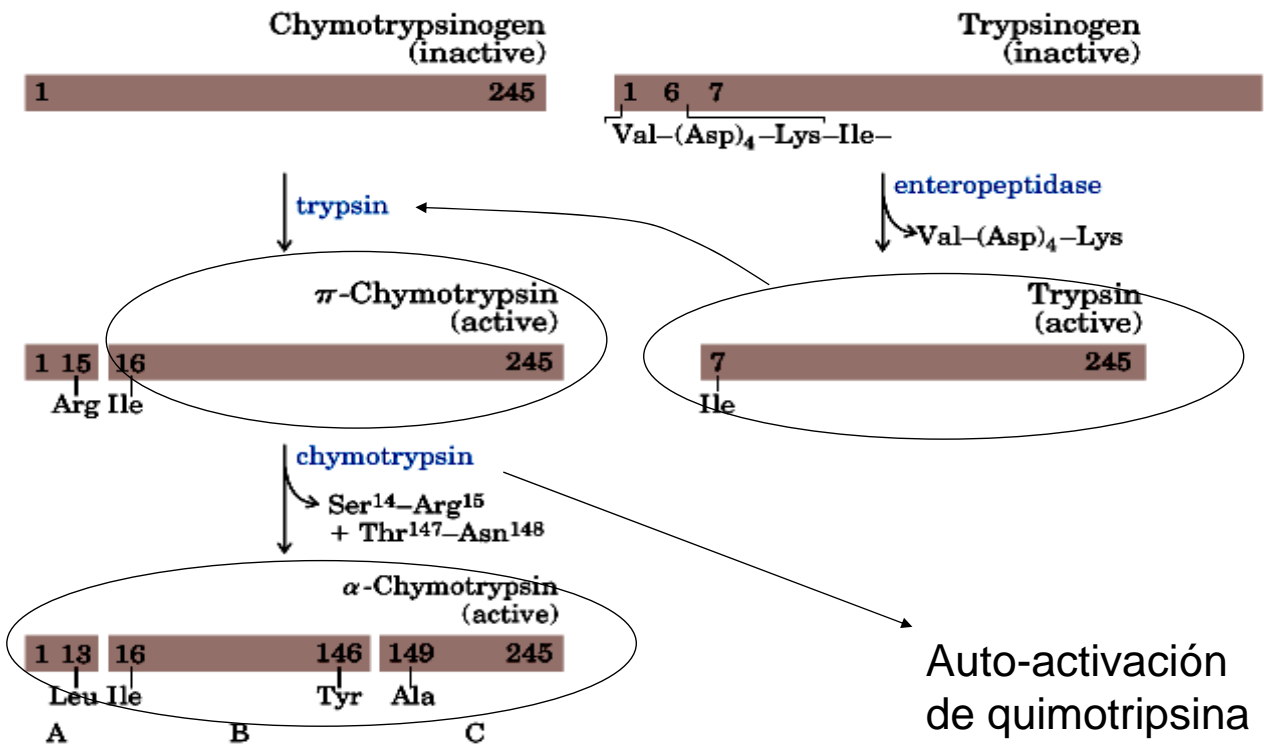 Chymotrypsinogen
(inactive)
1 245
trypsin
π-Chymotrypsin
(active)
1 15 16 245
Arg Ile
chymotrypsin
Ser¹⁴–Arg¹⁵
+ Thr¹⁴⁷–Asn¹⁴⁸
α-Chymotrypsin
(active)
1 13 16 146 149 245
Leu Ile Tyr Ala
A B C
Trypsinogen
(inactive)
1 6 7
Val–(Asp)₄–Lys–Ile–
enteropeptidase
Val–(Asp)₄–Lys
Trypsin
(active)
7 245
Ile
Auto-activación
de quimotripsina